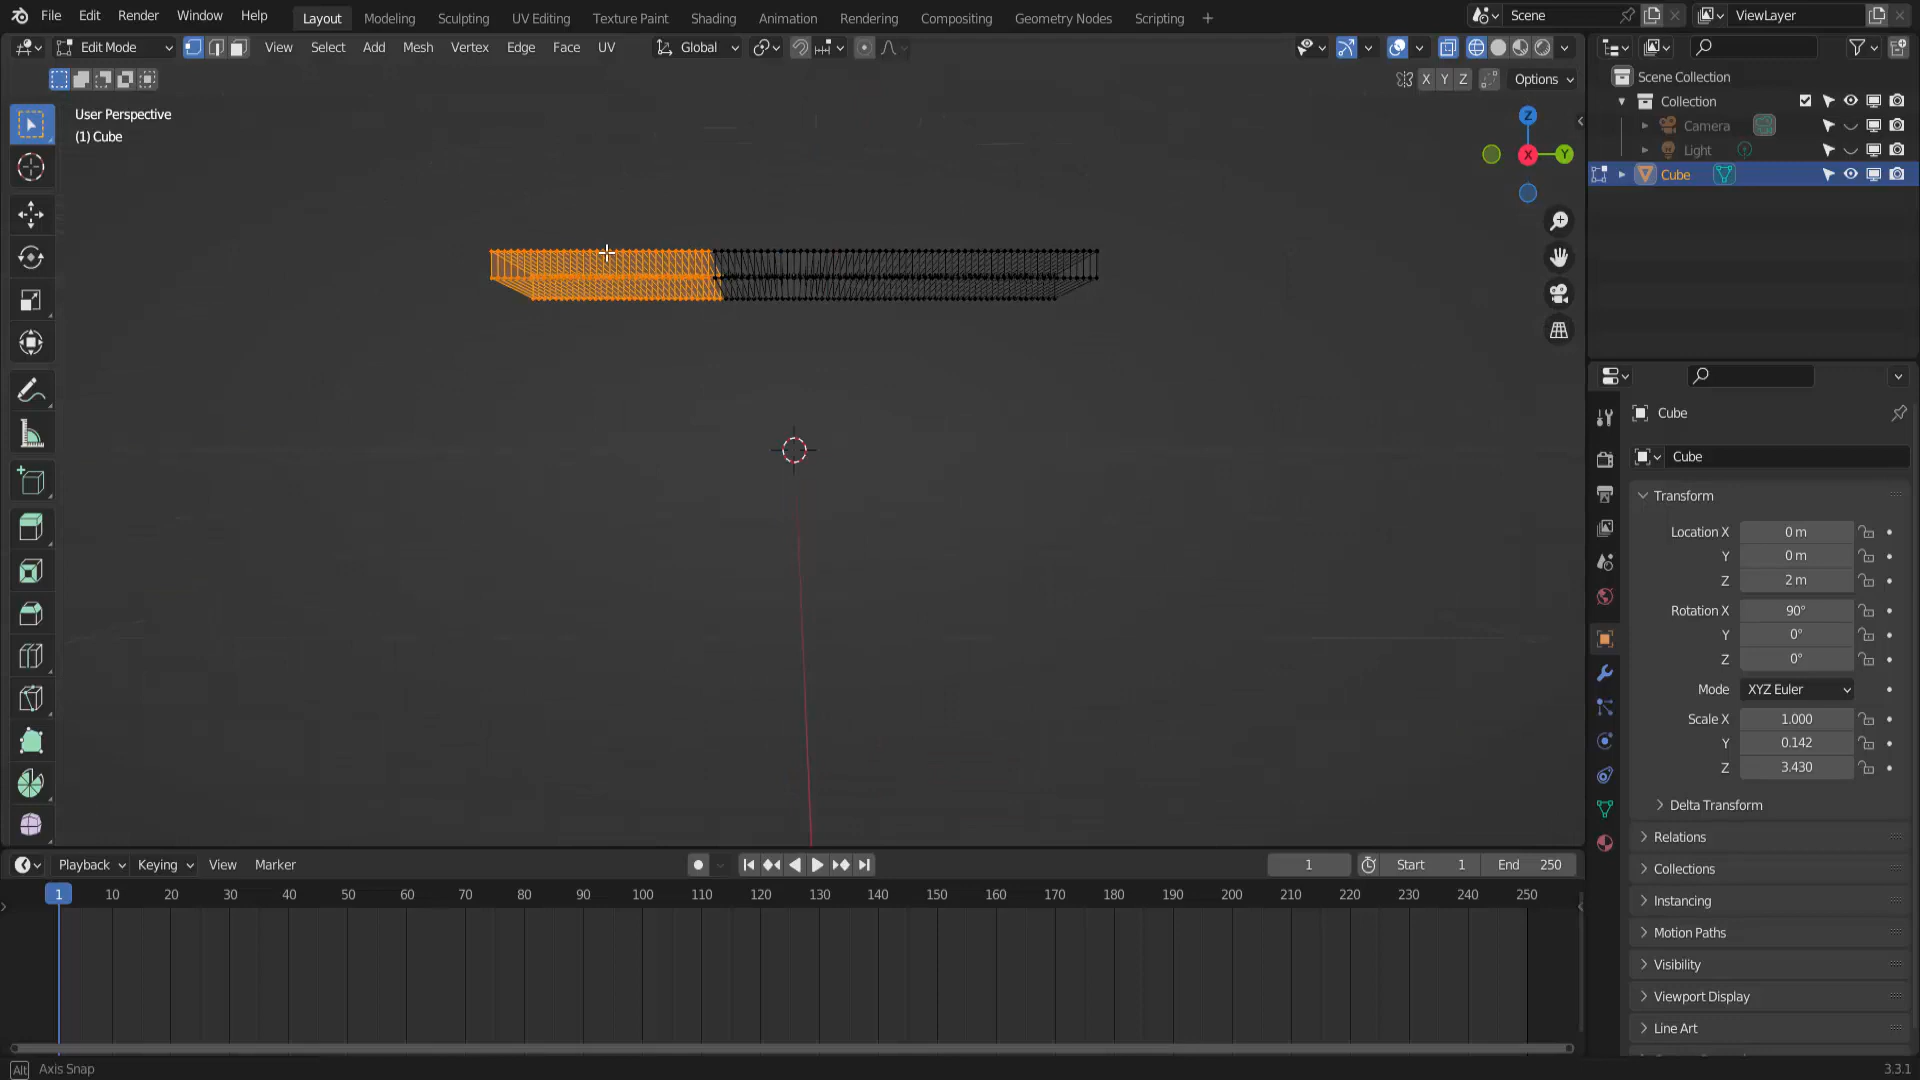 File Edit Render Window Help Layout Modeling Sculpting UV Editing Texture Paint Shading Animation Rendering Compositing Geometry Nodes Scripting + Scene ViewLayer
Edit Mode View Select Add Mesh Vertex Edge Face UV Global
X Y Z Options
User Perspective
(1) Cube
Z
X
Y
Scene Collection
Collection
Camera
Light
Cube
Cube
Cube
Transform
Location X 0 m
Y 0 m
Z 2 m
Rotation X 90°
Y 0°
Z 0°
Mode XYZ Euler
Scale X 1.000
Y 0.142
Z 3.430
Delta Transform
Relations
Collections
Instancing
Motion Paths
Visibility
Viewport Display
Line Art
Playback Keying View Marker 1 Start 1 End 250
1 10 20 30 40 50 60 70 80 90 100 110 120 130 140 150 160 170 180 190 200 210 220 230 240 250
Alt Axis Snap
3.3.1